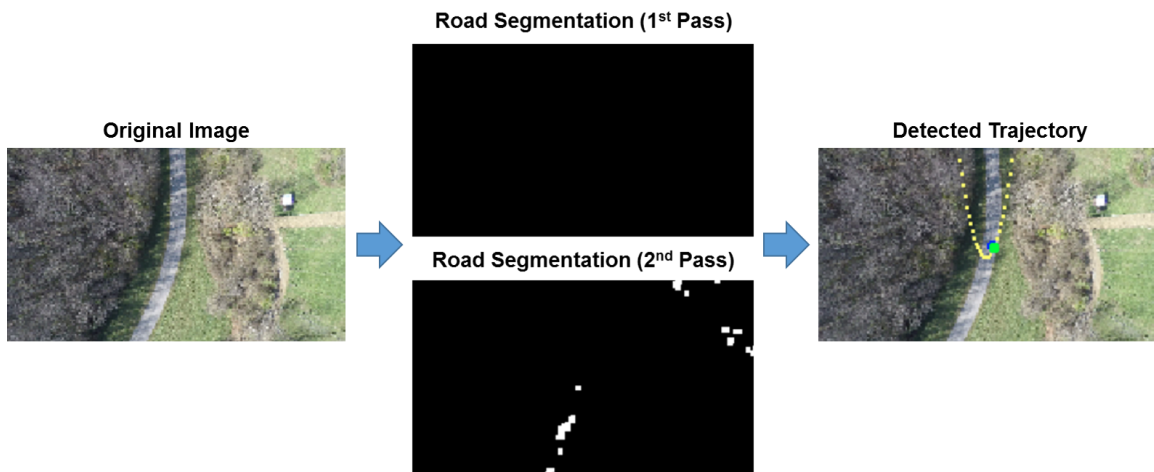 Road Segmentation (1st Pass)
Original Image
Detected Trajectory
Road Segmentation (2nd Pass)